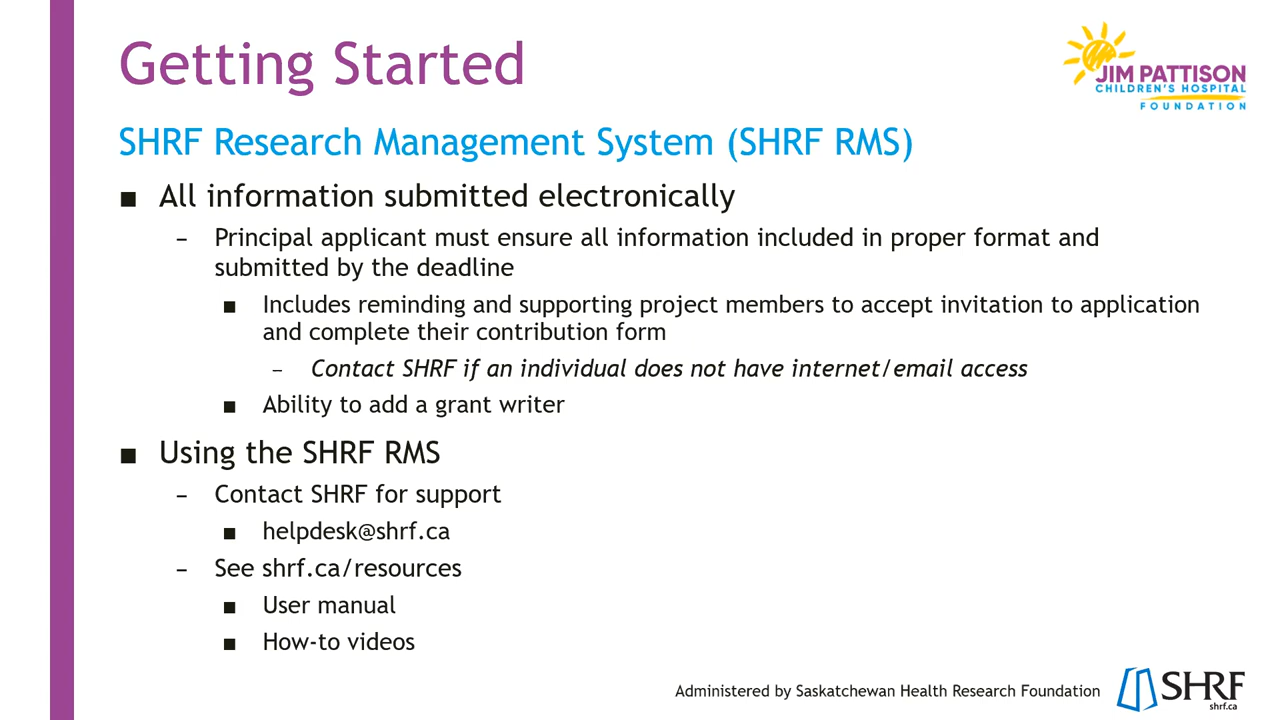 Getting Started
JIM PATTISON
CHILDREN'S HOSPITAL
FOUNDATION
SHRF Research Management System (SHRF RMS)
■ All information submitted electronically
– Principal applicant must ensure all information included in proper format and
submitted by the deadline
■ Includes reminding and supporting project members to accept invitation to application
and complete their contribution form
– Contact SHRF if an individual does not have internet/email access
■ Ability to add a grant writer
■ Using the SHRF RMS
– Contact SHRF for support
■ helpdesk@shrf.ca
– See shrf.ca/resources
■ User manual
■ How-to videos
Administered by Saskatchewan Health Research Foundation
SHRF
shrf.ca